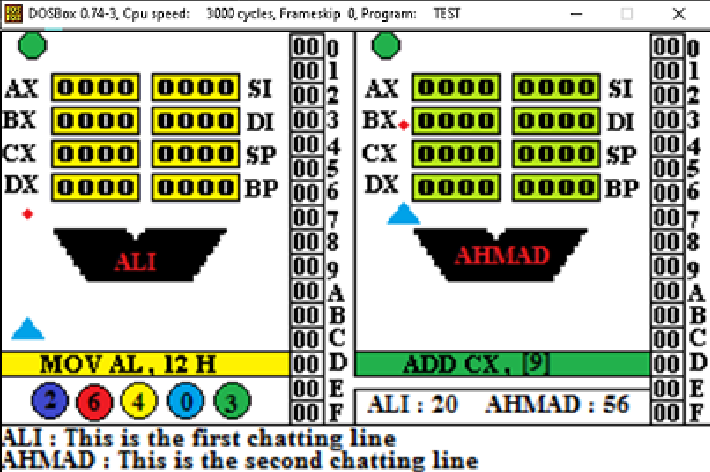 DOSBox 0.74-3, Cpu speed: 3000 cycles, Frameskip 0, Program: TEST
AX 0000 0000 SI
BX 0000 0000 DI
CX 0000 0000 SP
DX 0000 0000 BP
ALI
MOV AL, 12 H
2 6 4 0 3
00 0
00 1
00 2
00 3
00 4
00 5
00 6
00 7
00 8
00 9
00 A
00 B
00 C
00 D
00 E
00 F
AX 0000 0000 SI
BX 0000 0000 DI
CX 0000 0000 SP
DX 0000 0000 BP
AHMAD
ADD CX, [9]
ALI : 20 AHMAD : 56
00 0
00 1
00 2
00 3
00 4
00 5
00 6
00 7
00 8
00 9
00 A
00 B
00 C
00 D
00 E
00 F
ALI : This is the first chatting line
AHMAD : This is the second chatting line